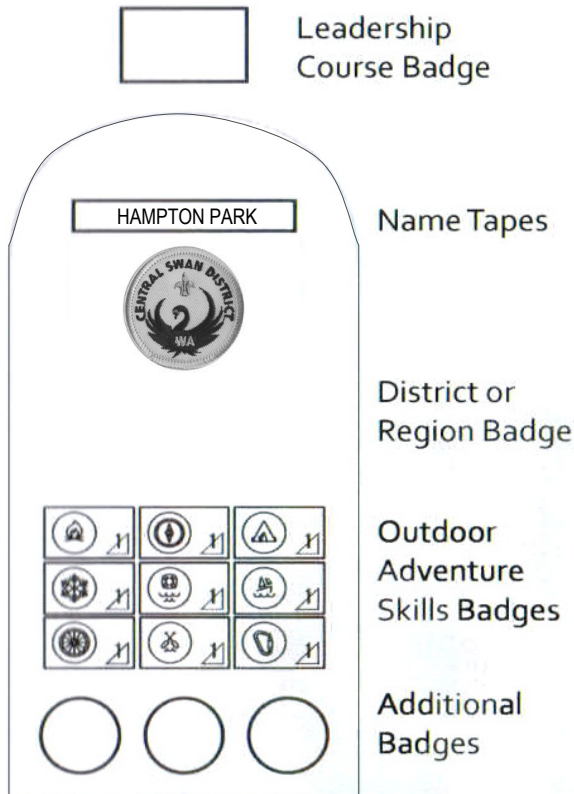 Leadership
Course Badge
HAMPTON PARK
Name Tapes
CENTRAL SWAN DISTRICT
WA
District or
Region Badge
Outdoor
Adventure
Skills Badges
Additional
Badges